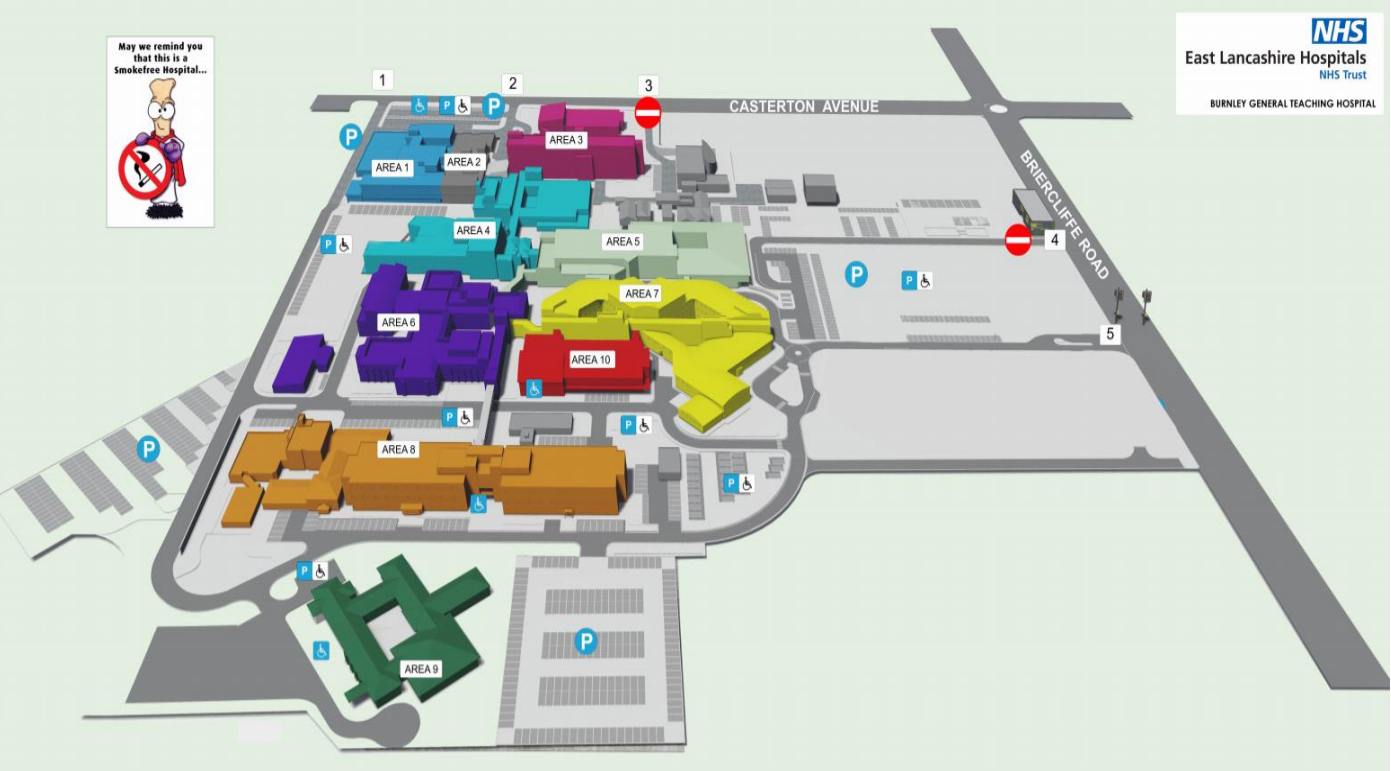 May we remind you
that this is a
Smokefree Hospital...
NHS
East Lancashire Hospitals
NHS Trust
BURNLEY GENERAL TEACHING HOSPITAL
1
2
3
P
P
P
CASTERTON AVENUE
AREA 1
AREA 2
AREA 3
BRIERCLIFFE ROAD
AREA 4
AREA 5
P
4
P
P
AREA 6
AREA 7
5
AREA 10
P
P
P
AREA 8
P
P
AREA 9
P